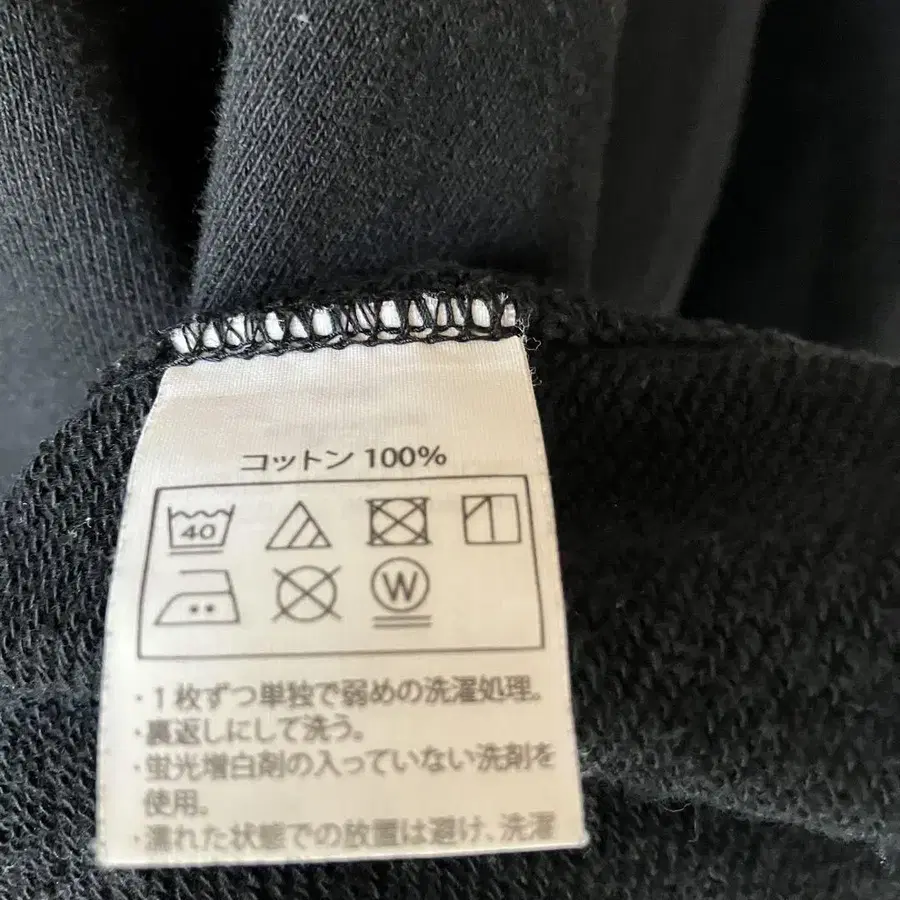 コットン 100%
40
W
・1枚ずつ単独で弱めの洗濯処理。
・裏返しにして洗う。
・蛍光増白剤の入っていない洗剤を
使用。
・濡れた状態での放置は避け、洗濯